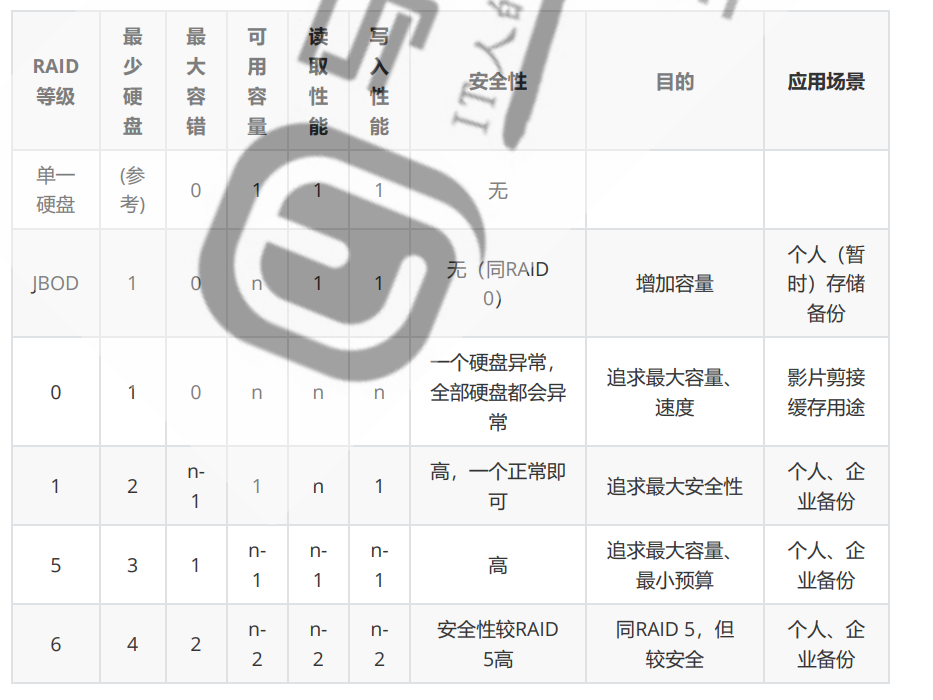 RAID等级 最少硬盘 最大容错 可用容量 读取性能 写入性能 安全性 目的 应用场景
单一硬盘 (参考) 0 1 1 1 无
JBOD 1 0 n 1 1 无（同RAID 0） 增加容量 个人（暂时）存储备份
0 1 0 n n n 一个硬盘异常，全部硬盘都会异常 追求最大容量、速度 影片剪接缓存用途
1 2 n-1 1 n 1 高，一个正常即可 追求最大安全性 个人、企业备份
5 3 1 n-1 n-1 n-1 高 追求最大容量、最小预算 个人、企业备份
6 4 2 n-2 n-2 n-2 安全性较RAID 5高 同RAID 5，但较安全 个人、企业备份
IT人的